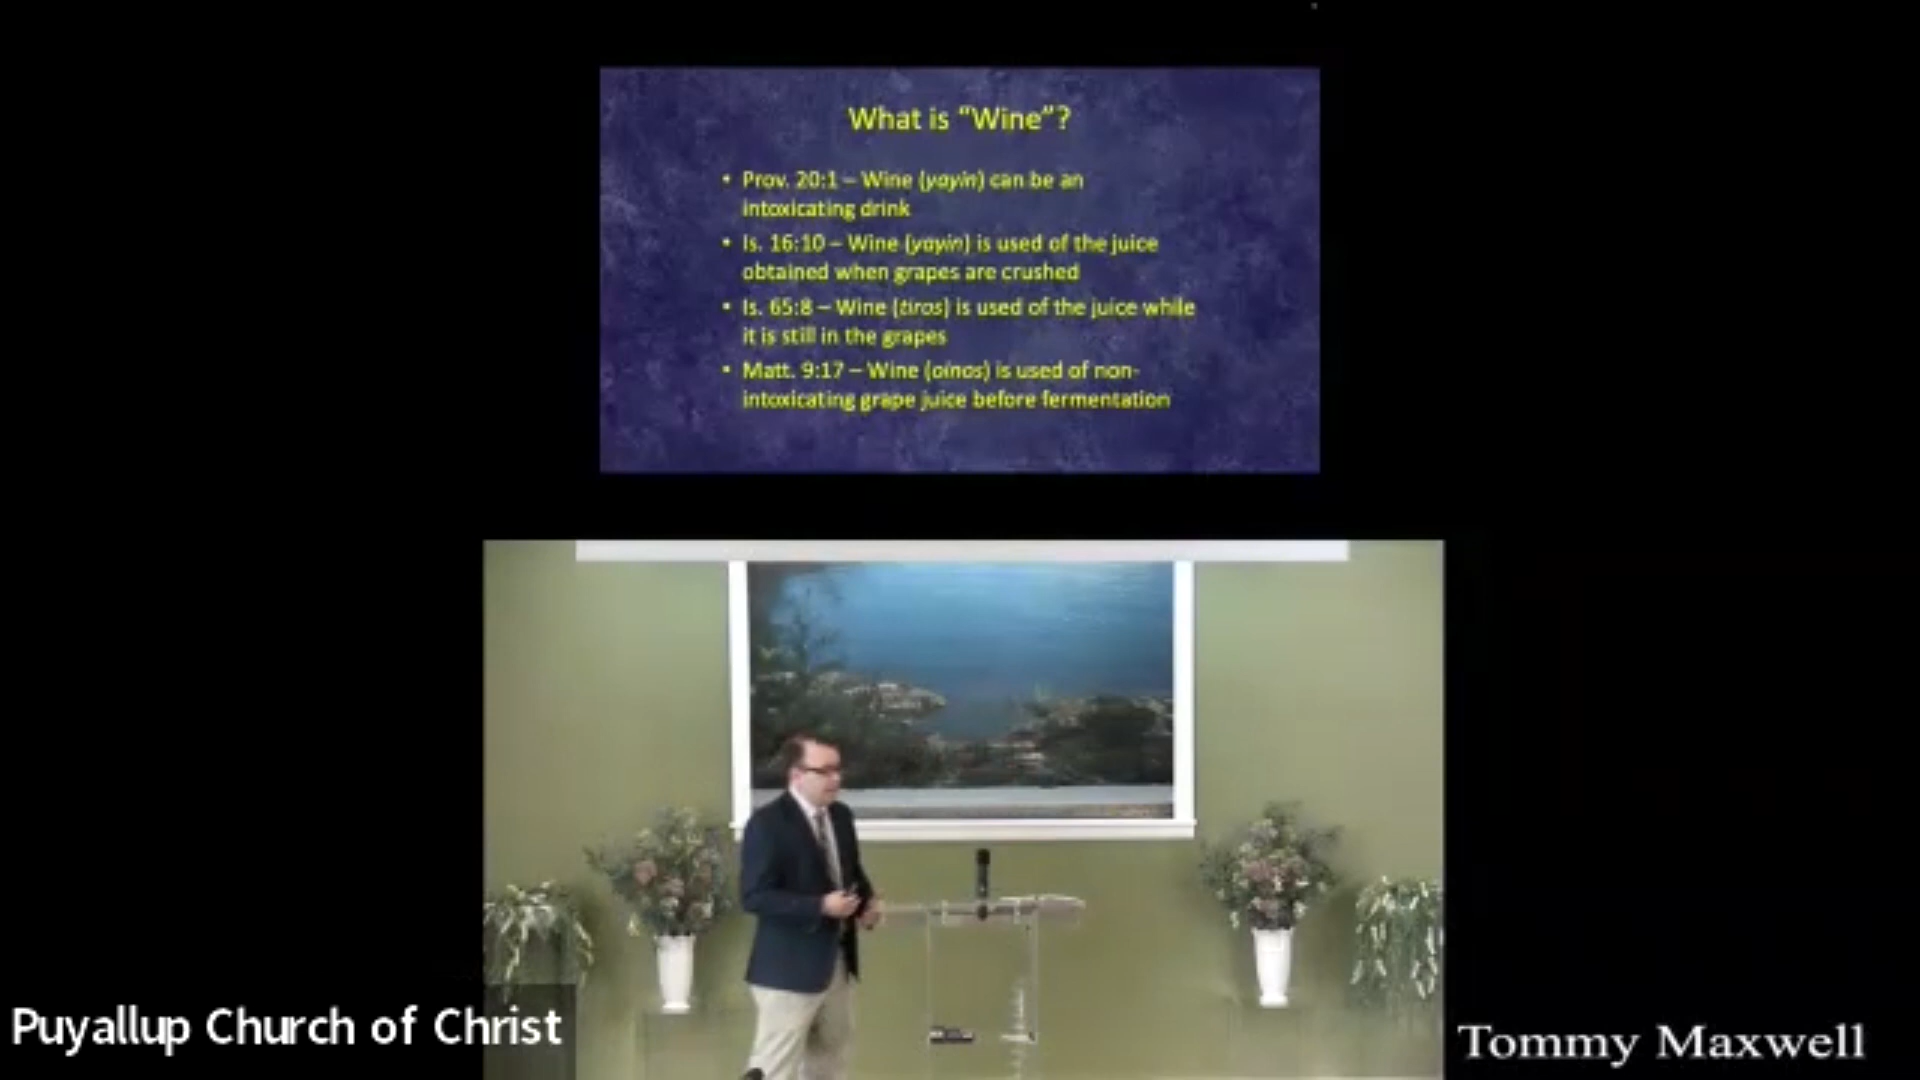 What is “Wine”?
• Prov. 20:1 – Wine (yayin) can be an
intoxicating drink
• Is. 16:10 – Wine (yayin) is used of the juice
obtained when grapes are crushed
• Is. 65:8 – Wine (tiros) is used of the juice while
it is still in the grapes
• Matt. 9:17 – Wine (oinos) is used of non-
intoxicating grape juice before fermentation
Puyallup Church of Christ
Tommy Maxwell